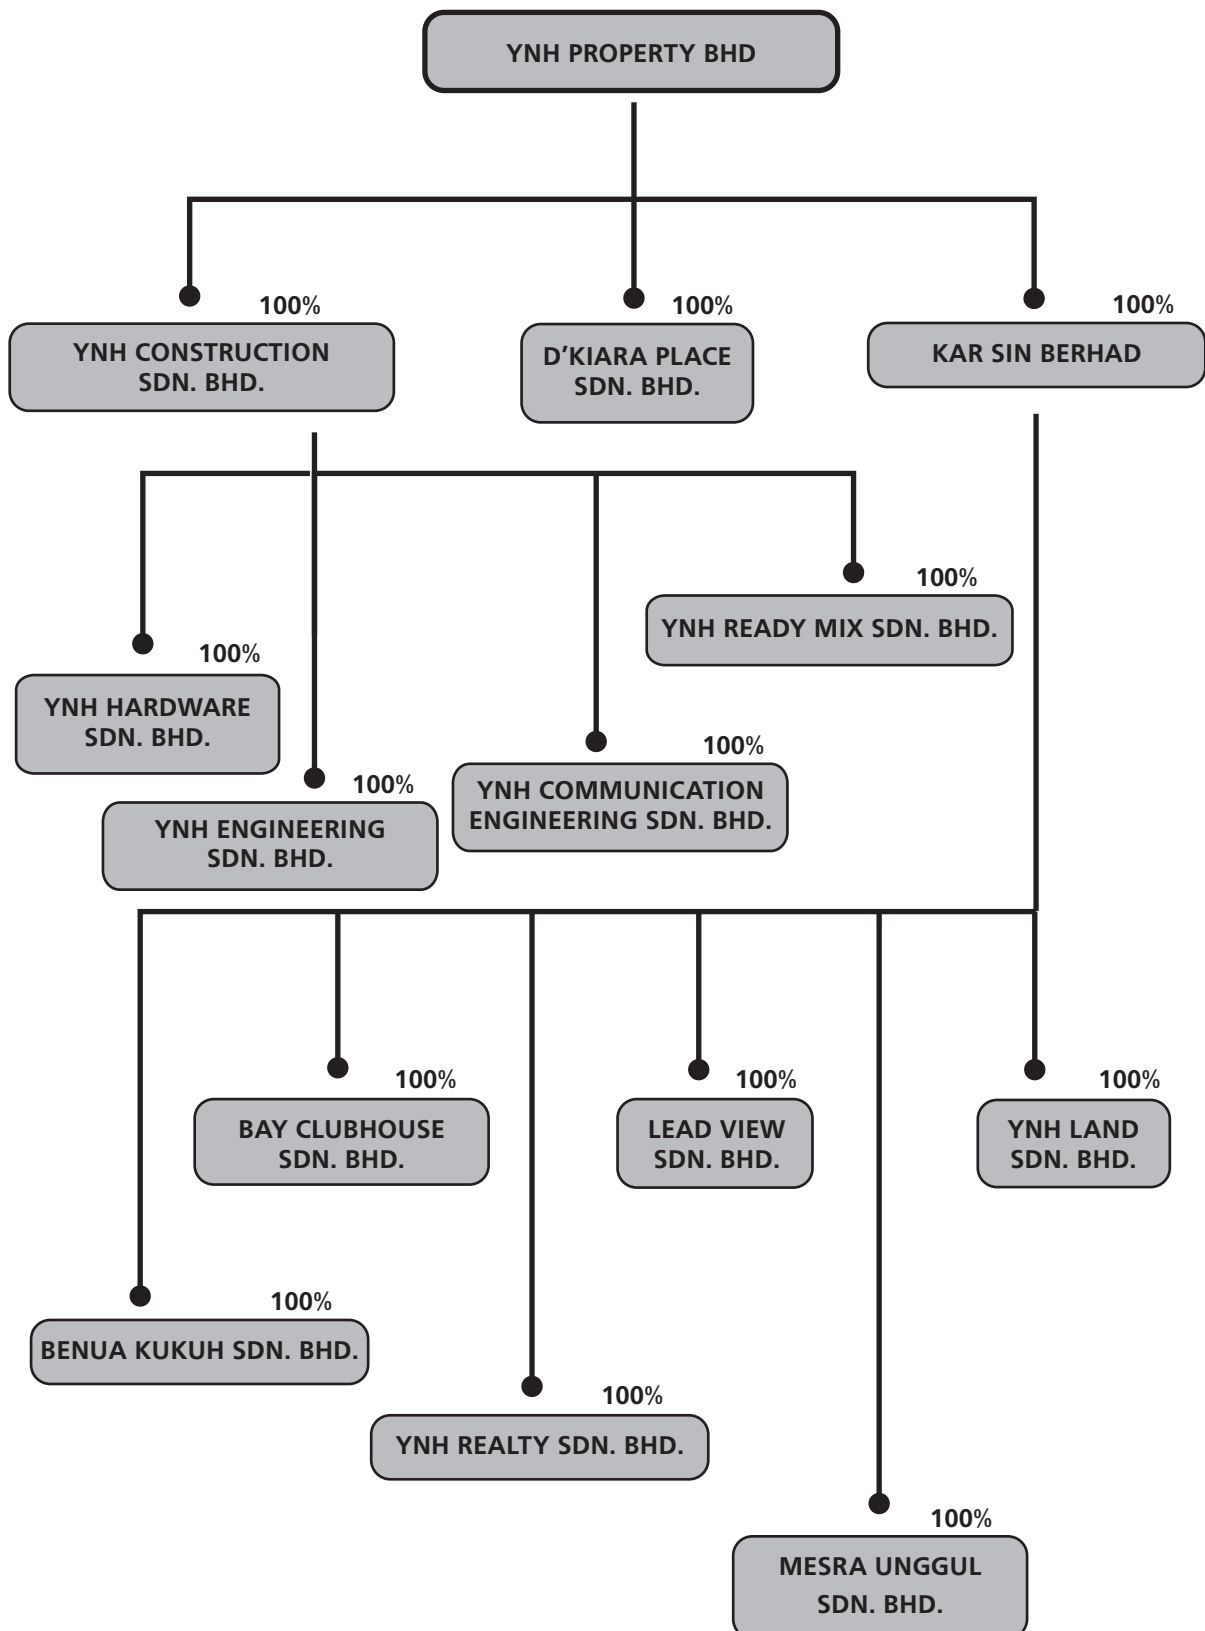 YNH PROPERTY BHD
100%
YNH CONSTRUCTION
SDN. BHD.
100%
D'KIARA PLACE
SDN. BHD.
100%
KAR SIN BERHAD
100%
YNH READY MIX SDN. BHD.
100%
YNH HARDWARE
SDN. BHD.
100%
YNH COMMUNICATION
ENGINEERING SDN. BHD.
100%
YNH ENGINEERING
SDN. BHD.
100%
BAY CLUBHOUSE
SDN. BHD.
100%
LEAD VIEW
SDN. BHD.
100%
YNH LAND
SDN. BHD.
100%
BENUA KUKUH SDN. BHD.
100%
YNH REALTY SDN. BHD.
100%
MESRA UNGGUL
SDN. BHD.